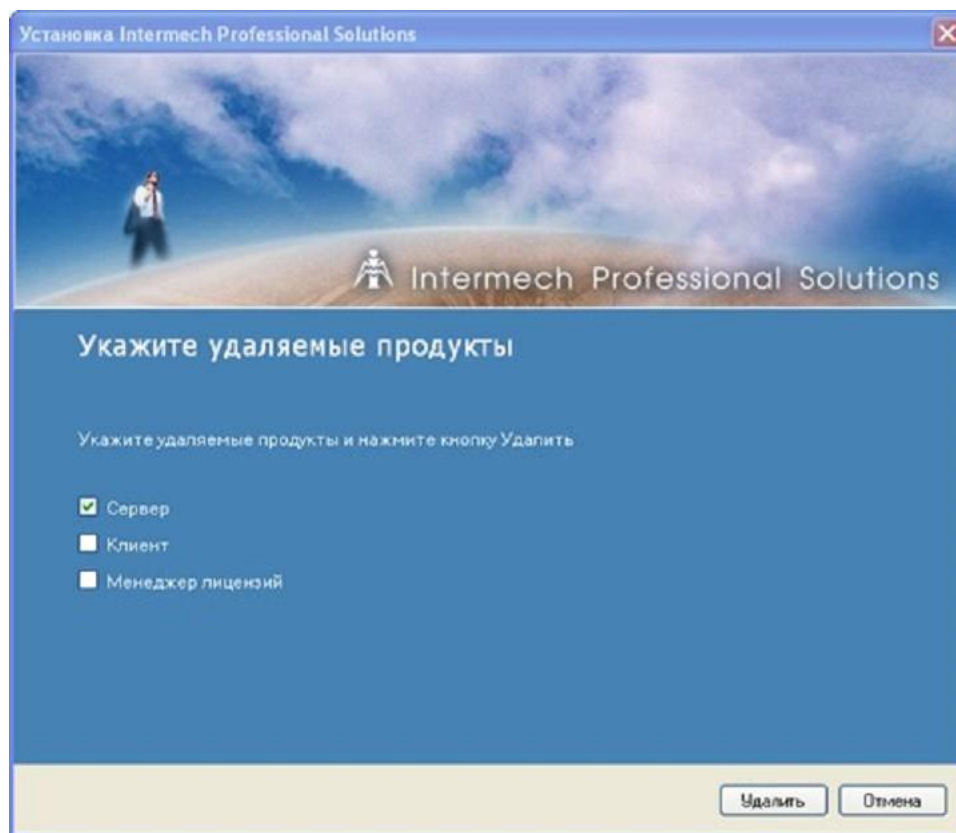 Установка Intermech Professional Solutions
Intermech Professional Solutions
Укажите удаляемые продукты
Укажите удаляемые продукты и нажмите кнопку Удалить
Сервер
Клиент
Менеджер лицензий
Удалить
Отмена